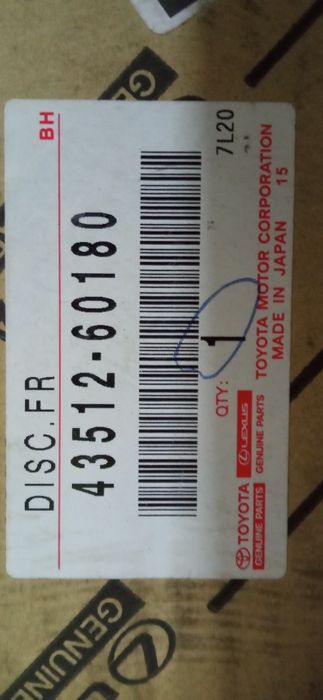 DISC.FR BH
43512-60180
QTY: 1 7L20
TOYOTA LEXUS TOYOTA MOTOR CORPORATION
GENUINE PARTS GENUINE PARTS MADE IN JAPAN 15
GENUINE
GENUIN